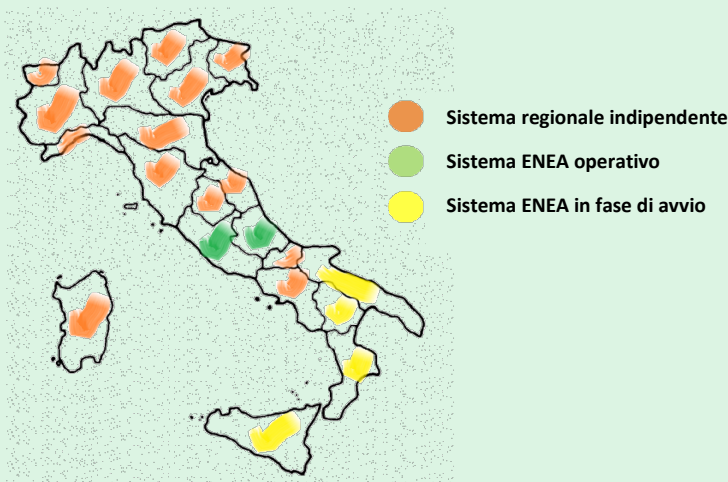 Sistema regionale indipendente
Sistema ENEA operativo
Sistema ENEA in fase di avvio